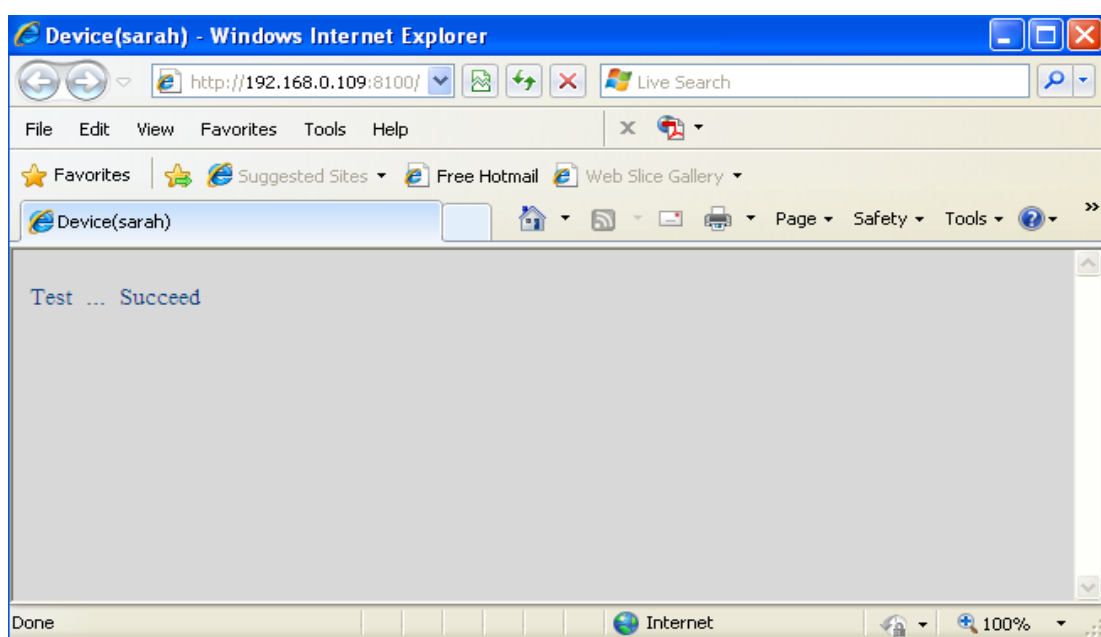 Device(sarah) - Windows Internet Explorer
http://192.168.0.109:8100/ Live Search
File Edit View Favorites Tools Help x
Favorites Suggested Sites Free Hotmail Web Slice Gallery
Device(sarah) Page Safety Tools »
Test ... Succeed
Done Internet 100%